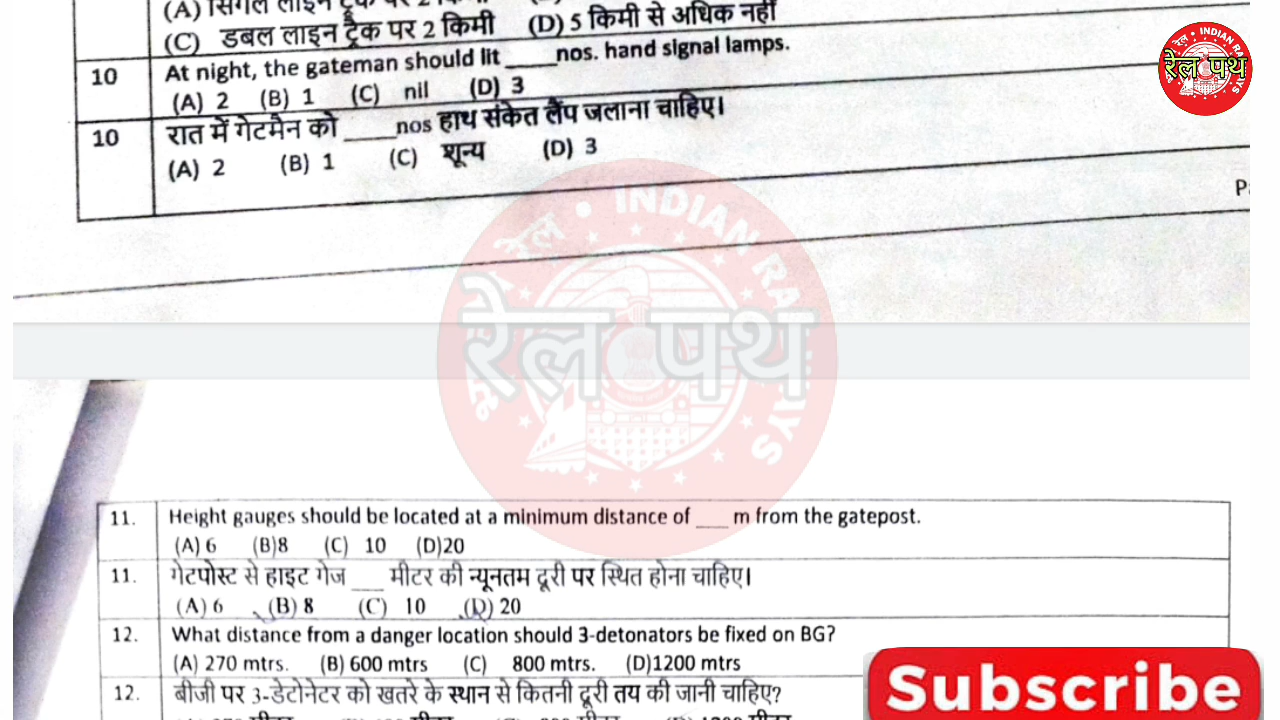 (A) सिंगल लाइन ट्रैक पर 2
(C) डबल लाइन ट्रैक पर 2 किमी (D) 5 किमी से अधिक नहीं
10 At night, the gateman should lit ____nos. hand signal lamps.
(A) 2 (B) 1 (C) nil (D) 3
10 रात में गेटमैन को ____nos हाथ संकेत लैंप जलाना चाहिए।
(A) 2 (B) 1 (C) शून्य (D) 3
INDIAN RAILWAYS
रेल पथ
11. Height gauges should be located at a minimum distance of ___ m from the gatepost.
(A) 6 (B)8 (C) 10 (D)20
11. गेटपोस्ट से हाइट गेज ___ मीटर की न्यूनतम दूरी पर स्थित होना चाहिए।
(A) 6 (B) 8 (C) 10 (D) 20
12. What distance from a danger location should 3-detonators be fixed on BG?
(A) 270 mtrs. (B) 600 mtrs (C) 800 mtrs. (D)1200 mtrs
12. बीजी पर 3-डेटोनेटर को खतरे के स्थान से कितनी दूरी तय की जानी चाहिए?
Subscribe